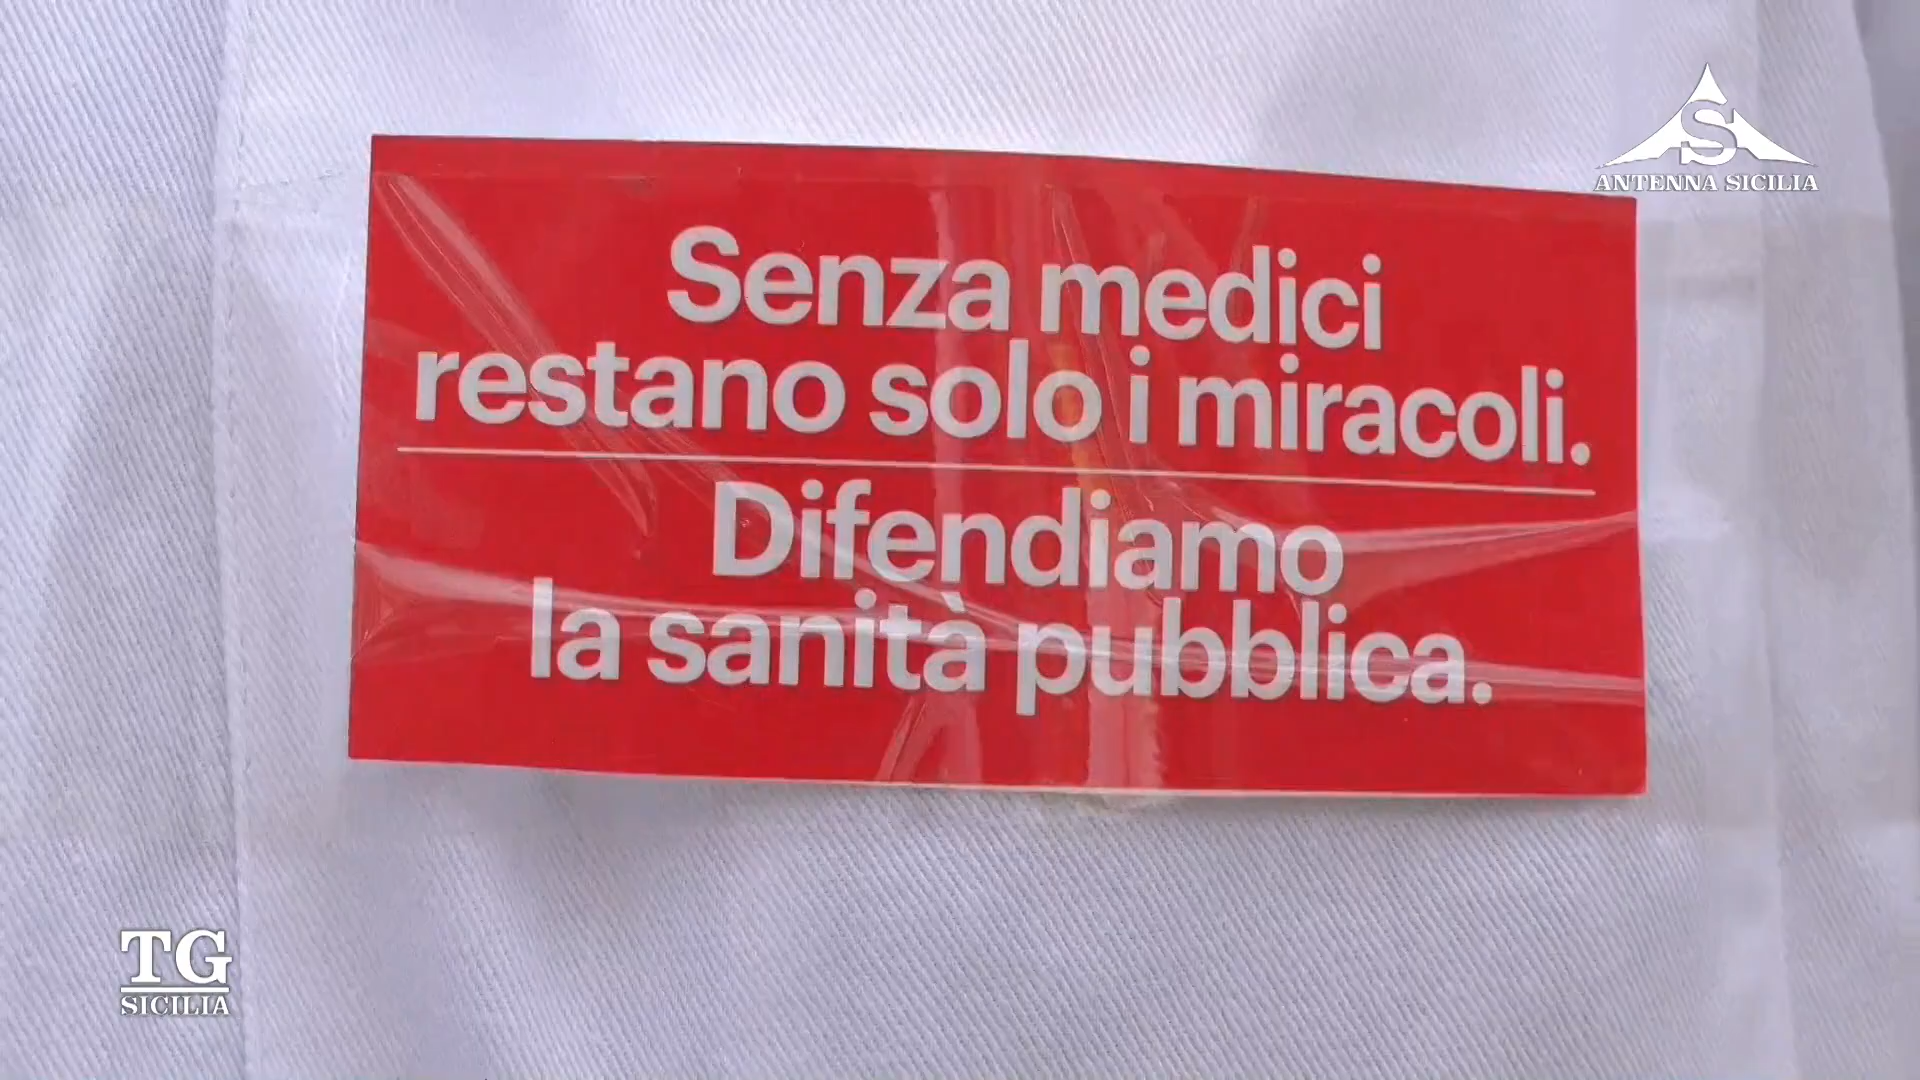 S
ANTENNA SICILIA
Senza medici
restano solo i miracoli.
Difendiamo
la sanità pubblica.
TG
SICILIA